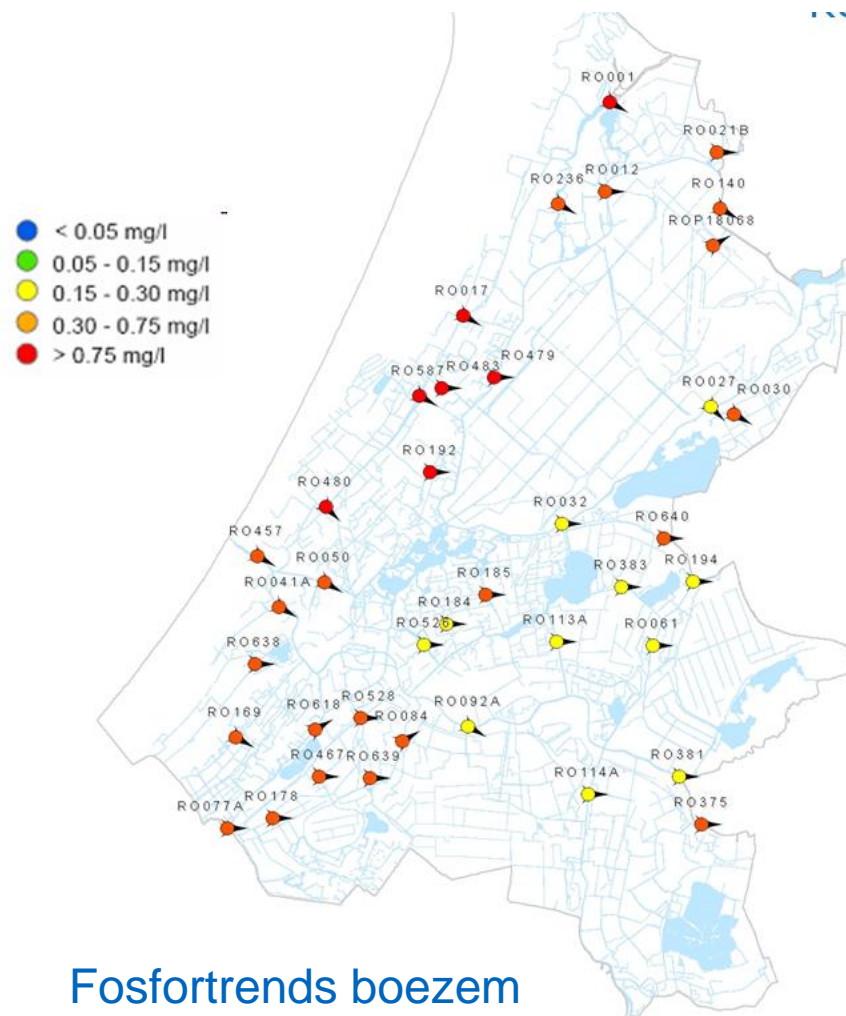 RO001
RO021B
RO236
RO012
RO140
ROP18068
< 0.05 mg/l
0.05 - 0.15 mg/l
0.15 - 0.30 mg/l
0.30 - 0.75 mg/l
> 0.75 mg/l
RO017
RO587
RO483
RO479
RO027
RO030
RO192
RO480
RO032
RO457
RO640
RO050
RO041A
RO185
RO383
RO194
RO184
RO526
RO113A
RO061
RO638
RO618
RO528
RO169
RO084
RO092A
RO467
RO639
RO114A
RO381
RO077A
RO178
RO375
Fosfortrends boezem